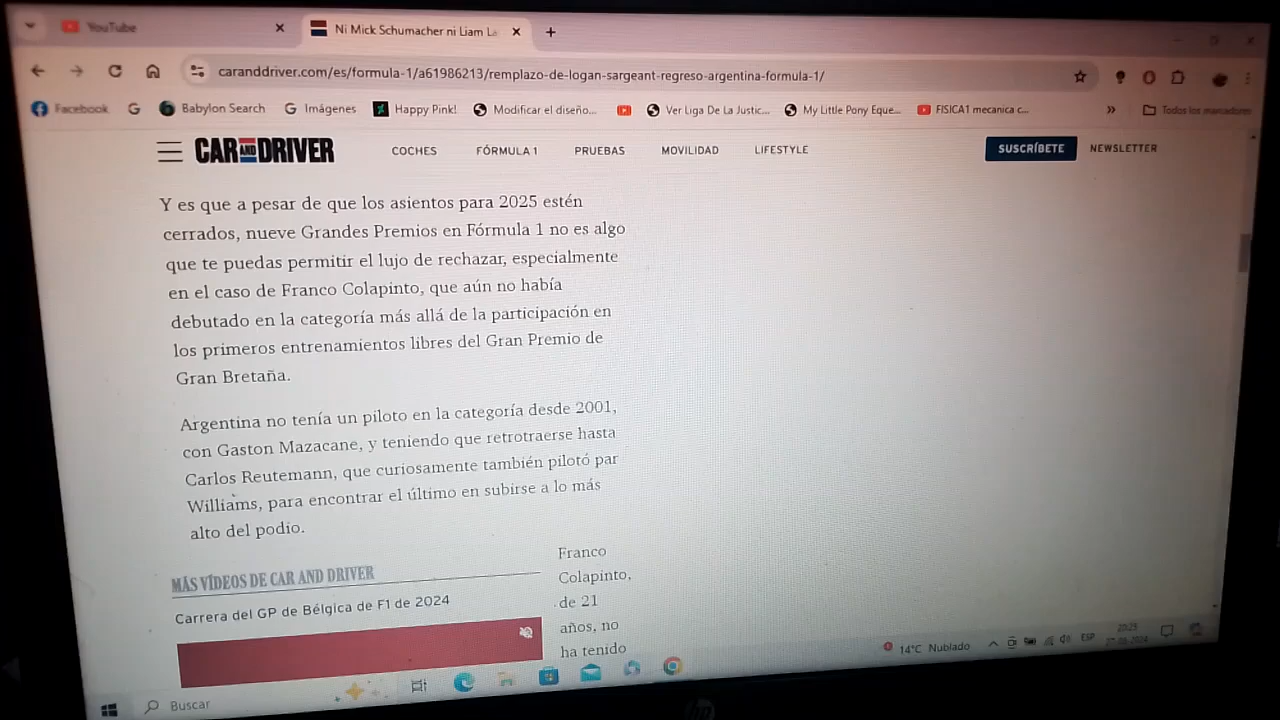 YouTube
Ni Mick Schumacher ni Liam La
caranddriver.com/es/formula-1/a61986213/remplazo-de-logan-sargeant-regreso-argentina-formula-1/
Facebook
Babylon Search
Imágenes
Happy Pink!
Modificar el diseño...
Ver Liga De La Justic...
My Little Pony Eque...
FISICA1 mecanica c...
Todos los marcadores
CAR AND DRIVER
COCHES
FÓRMULA 1
PRUEBAS
MOVILIDAD
LIFESTYLE
SUSCRÍBETE
NEWSLETTER
Y es que a pesar de que los asientos para 2025 estén
cerrados, nueve Grandes Premios en Fórmula 1 no es algo
que te puedas permitir el lujo de rechazar, especialmente
en el caso de Franco Colapinto, que aún no había
debutado en la categoría más allá de la participación en
los primeros entrenamientos libres del Gran Premio de
Gran Bretaña.
Argentina no tenía un piloto en la categoría desde 2001,
con Gaston Mazacane, y teniendo que retrotraerse hasta
Carlos Reutemann, que curiosamente también pilotó par
Williams, para encontrar el último en subirse a lo más
alto del podio.
MÁS VÍDEOS DE CAR AND DRIVER
Carrera del GP de Bélgica de F1 de 2024
Franco
Colapinto,
de 21
años, no
ha tenido
14°C Nublado
ESP
20:25
Buscar
hp